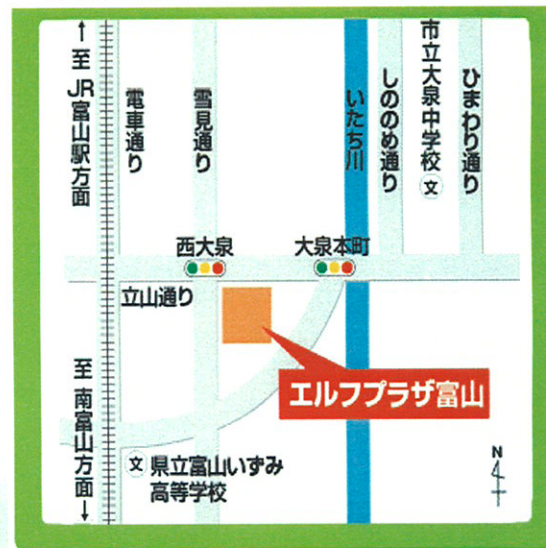 至 JR富山駅方面
電車通り
雪見通り
いたち川
しののめ通り
市立大泉中学校 文
ひまわり通り
西大泉
大泉本町
立山通り
エルフプラザ富山
至 南富山方面
文 県立富山いずみ
高等学校
N